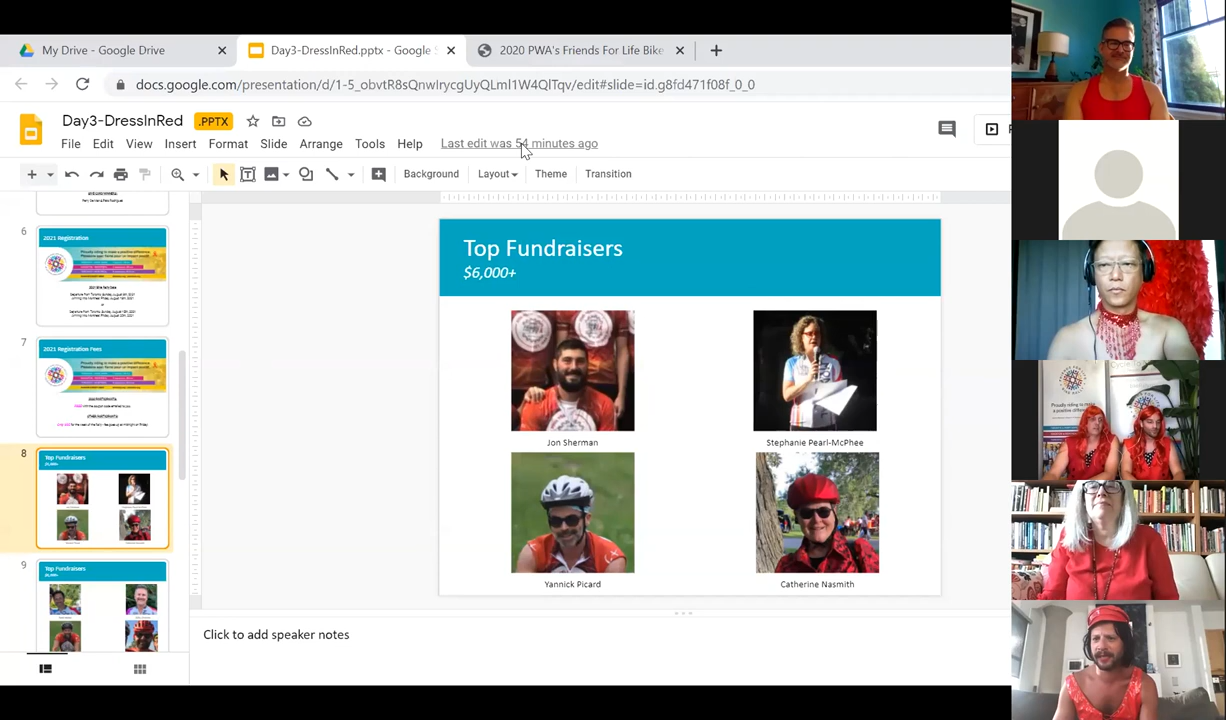 My Drive - Google Drive
Day3-DressInRed.pptx - Google S
2020 PWA's Friends For Life Bike
docs.google.com/presentation/d/1-5_obvtR8sQnwIrycgUyQLml1W4QlTqv/edit#slide=id.g8fd471f08f_0_0
Day3-DressInRed
.PPTX
File Edit View Insert Format Slide Arrange Tools Help
Last edit was 54 minutes ago
Background Layout Theme Transition
6
2021 Registration
7
2021 Registration Fees
8
Top Fundraisers
9
Top Fundraisers
Top Fundraisers
$6,000+
Jon Sherman
Stephanie Pearl-McPhee
Yannick Picard
Catherine Nasmith
Click to add speaker notes